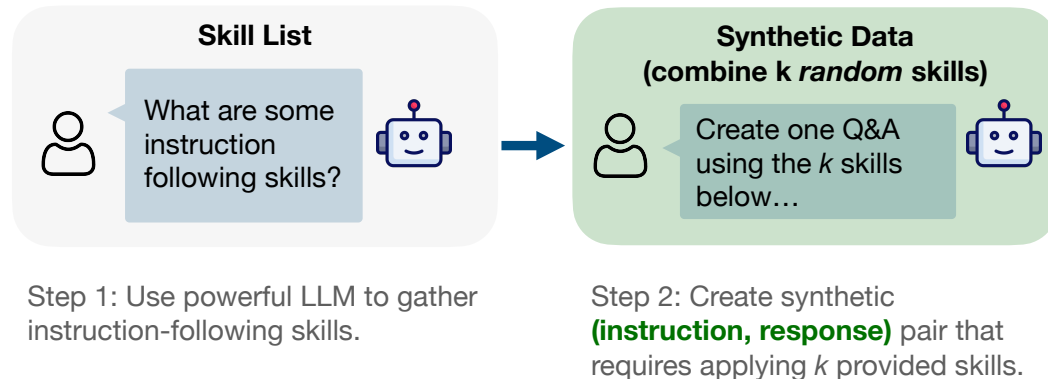 Skill List
What are some
instruction
following skills?
Step 1: Use powerful LLM to gather
instruction-following skills.
Synthetic Data
(combine k random skills)
Create one Q&A
using the k skills
below…
Step 2: Create synthetic
(instruction, response) pair that
requires applying k provided skills.